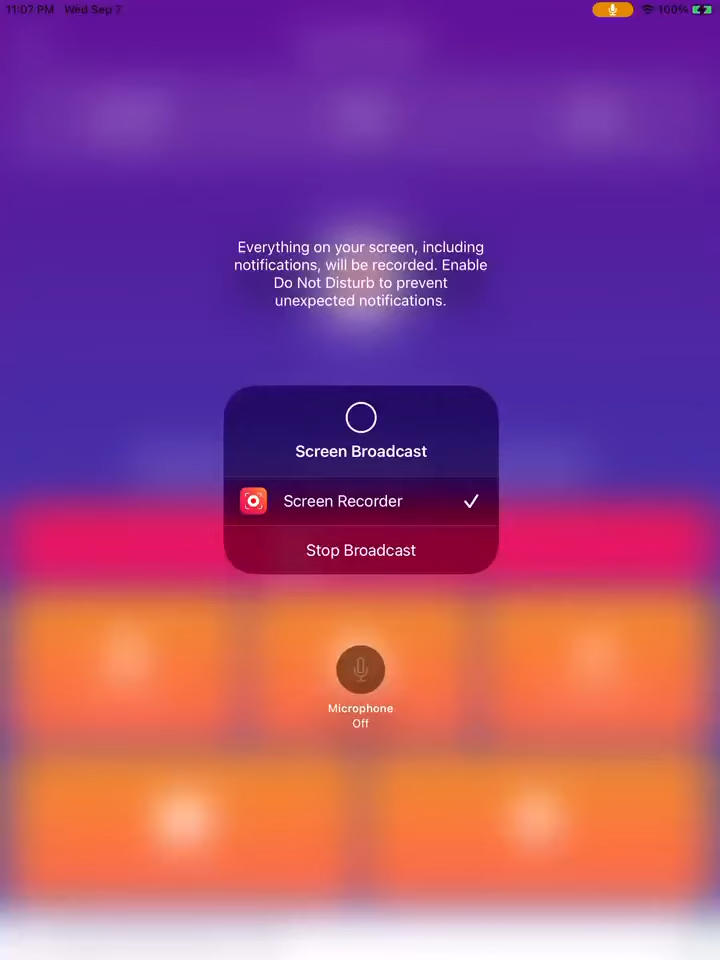 11:07 PM Wed Sep 7
100%
Everything on your screen, including
notifications, will be recorded. Enable
Do Not Disturb to prevent
unexpected notifications.
Screen Broadcast
Screen Recorder
Stop Broadcast
Microphone
Off